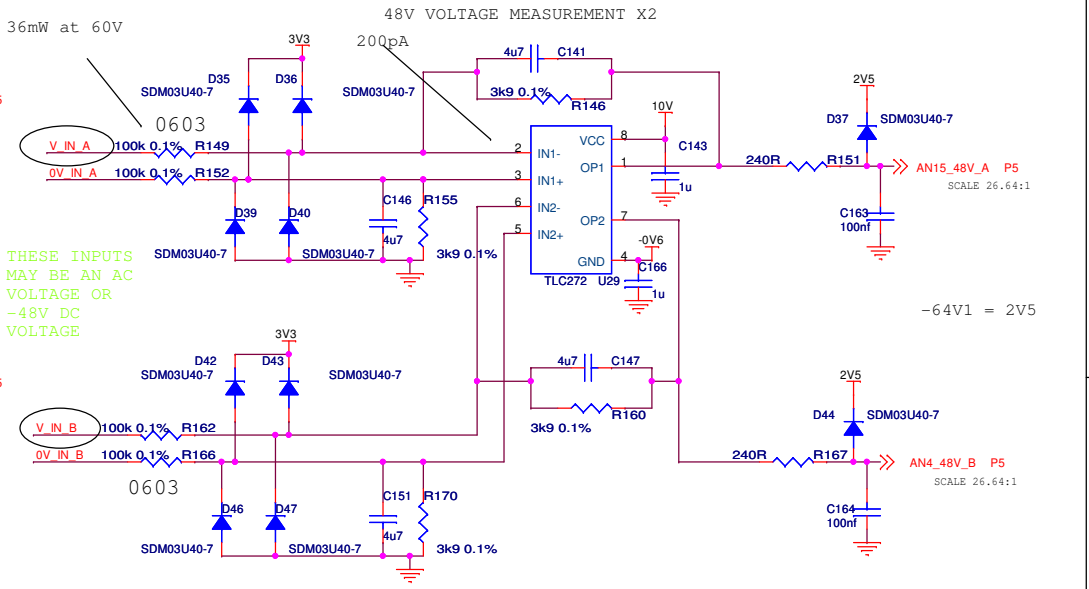 48V VOLTAGE MEASUREMENT X2
36mW at 60V
200pA
3V3
4u7 C141
D35 D36
SDM03U40-7 SDM03U40-7
3k9 0.1% R146
2V5
D37 SDM03U40-7
10V
0603
V_IN_A 100k 0.1% R149
0V_IN_A 100k 0.1% R152
2 IN1- VCC 8 C143
3 IN1+ OP1 1
6 IN2- OP2 7
5 IN2+ GND 4
TLC272 U29
1u
240R R151 AN15_48V_A P5
SCALE 26.64:1
C163
100nf
D39 D40 C146 R155
SDM03U40-7 SDM03U40-7 4u7 3k9 0.1%
-0V6
C166
1u
THESE INPUTS
MAY BE AN AC
VOLTAGE OR
-48V DC
VOLTAGE
-64V1 = 2V5
3V3
D42 D43
SDM03U40-7 SDM03U40-7
4u7 C147
R160
3k9 0.1%
2V5
D44 SDM03U40-7
V_IN_B 100k 0.1% R162
0V_IN_B 100k 0.1% R166
0603
240R R167 AN4_48V_B P5
SCALE 26.64:1
C164
100nf
D46 D47 C151 R170
4u7
SDM03U40-7 SDM03U40-7 3k9 0.1%